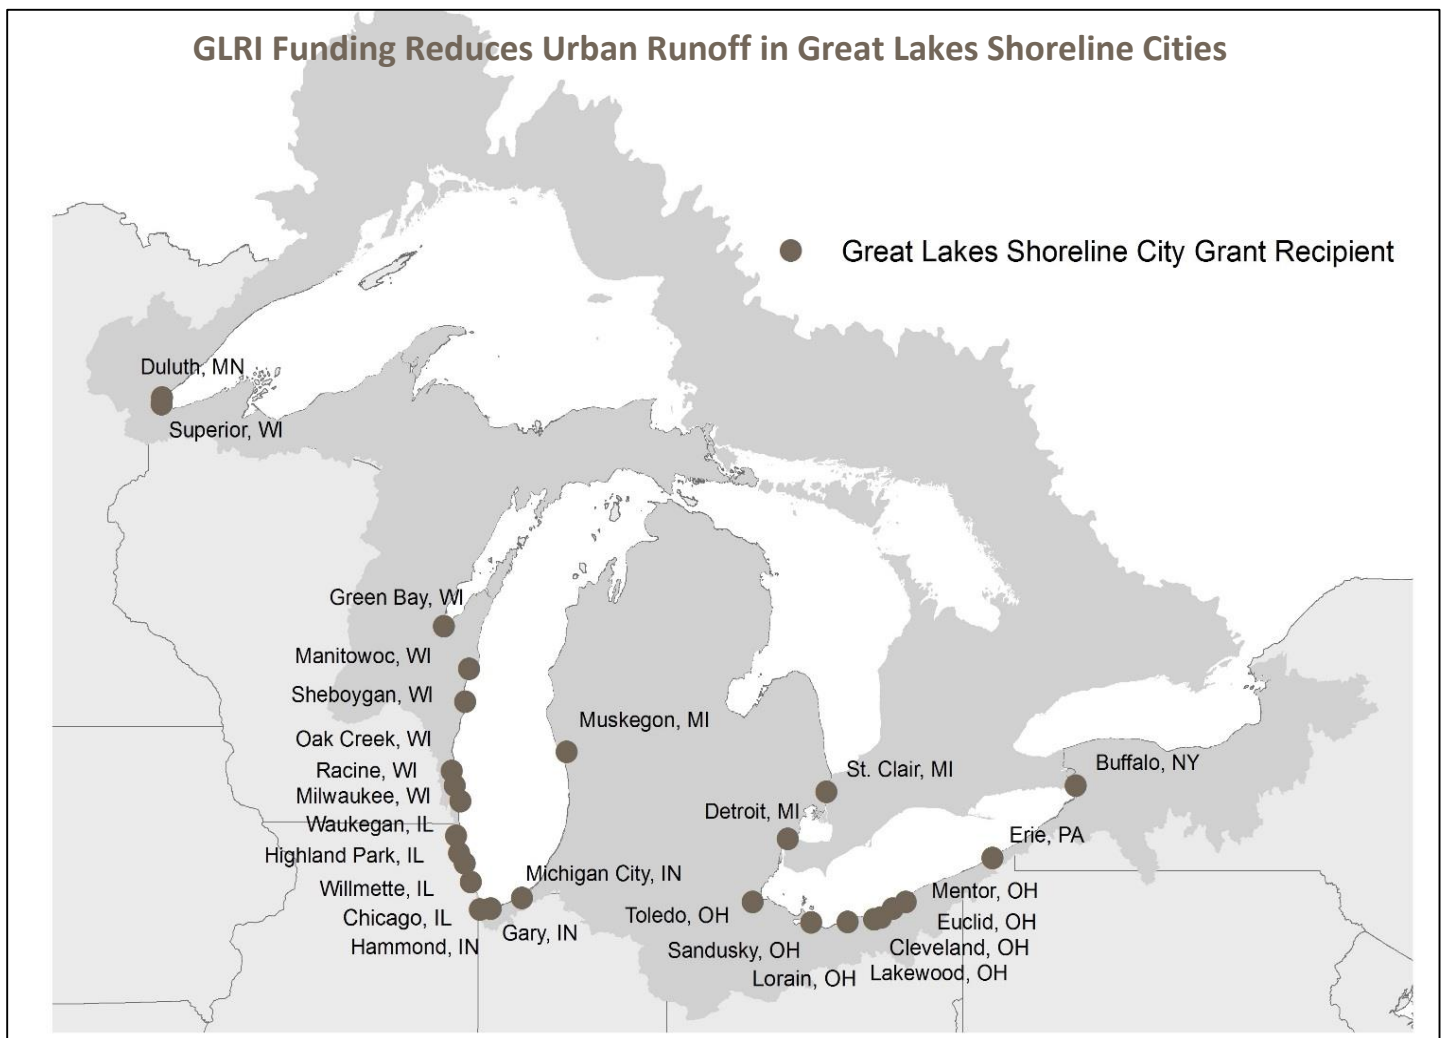 GLRI Funding Reduces Urban Runoff in Great Lakes Shoreline Cities
Great Lakes Shoreline City Grant Recipient
Duluth, MN
Superior, WI
Green Bay, WI
Manitowoc, WI
Sheboygan, WI
Oak Creek, WI
Racine, WI
Milwaukee, WI
Waukegan, IL
Highland Park, IL
Willmette, IL
Chicago, IL
Hammond, IN
Gary, IN
Michigan City, IN
Muskegon, MI
St. Clair, MI
Detroit, MI
Toledo, OH
Sandusky, OH
Lorain, OH
Lakewood, OH
Cleveland, OH
Euclid, OH
Mentor, OH
Erie, PA
Buffalo, NY